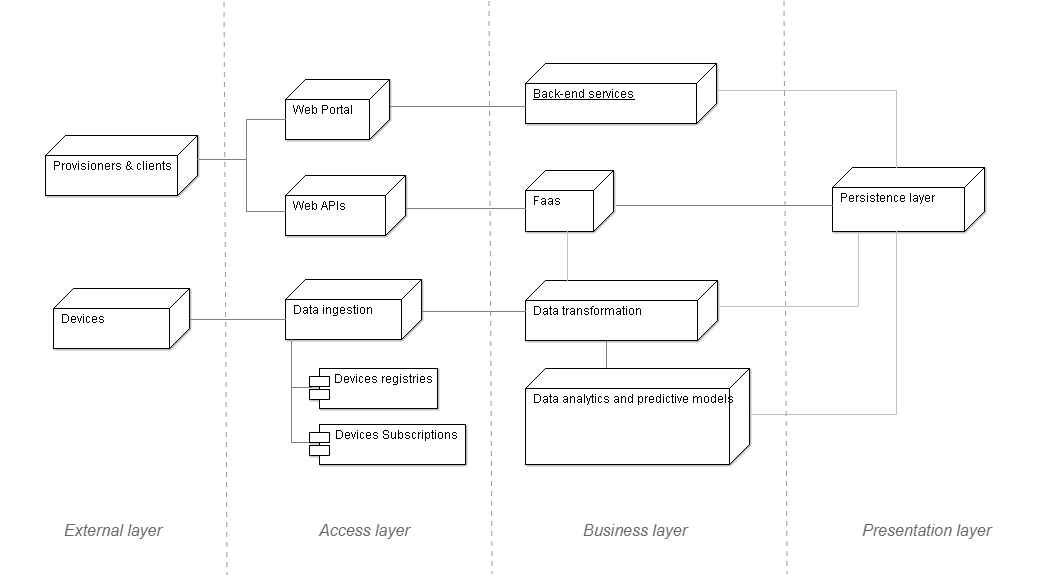 Web Portal
Back-end services
Provisioners & clients
Web APIs
Faas
Persistence layer
Devices
Data ingestion
Data transformation
Devices registries
Data analytics and predictive models
Devices Subscriptions
External layer
Access layer
Business layer
Presentation layer